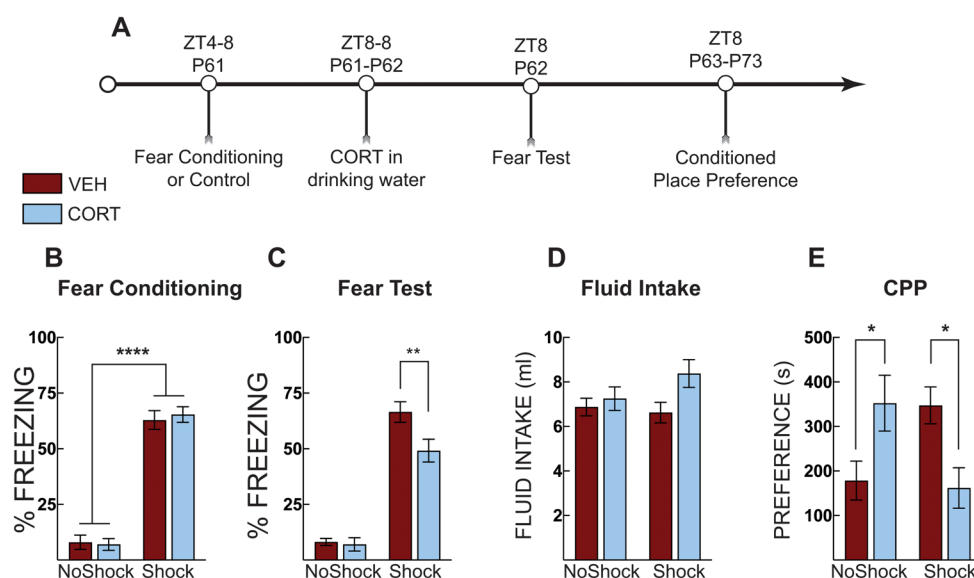 A
ZT4-8
P61
ZT8-8
P61-P62
ZT8
P62
ZT8
P63-P73
Fear Conditioning
or Control
CORT in
drinking water
Fear Test
Conditioned
Place Preference
VEH
CORT
B
Fear Conditioning
% FREEZING
100
75
50
25
****
NoShock
Shock
C
Fear Test
% FREEZING
100
75
50
25
**
NoShock
Shock
D
Fluid Intake
FLUID INTAKE (ml)
10
8
6
4
2
NoShock
Shock
E
CPP
PREFERENCE (s)
500
400
300
200
100
*
*
NoShock
Shock